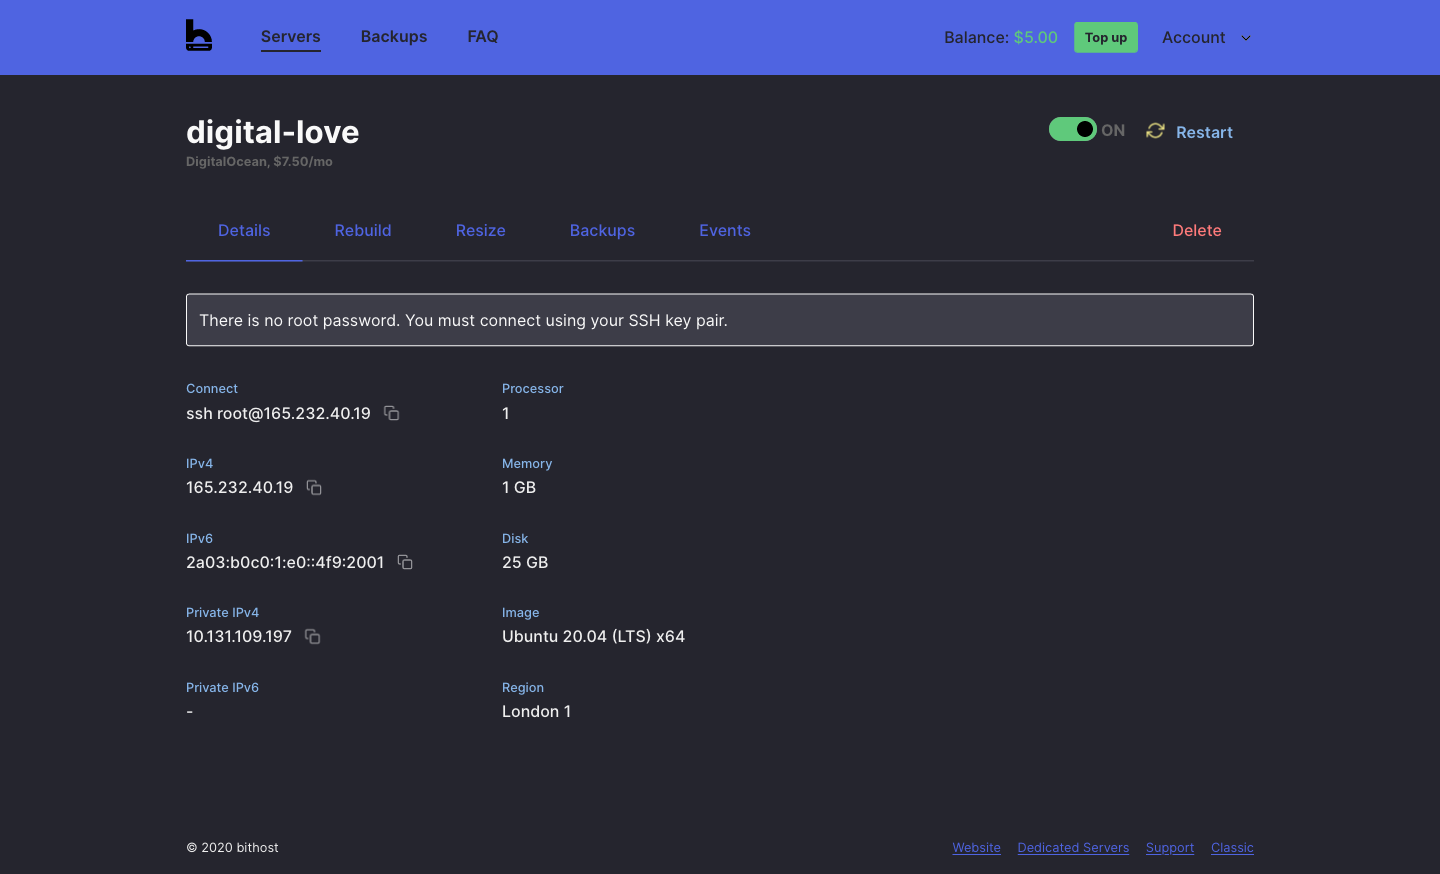 Servers Backups FAQ Balance: $5.00 Top up Account
digital-love
DigitalOcean, $7.50/mo
ON Restart
Details Rebuild Resize Backups Events Delete
There is no root password. You must connect using your SSH key pair.
Connect
ssh root@165.232.40.19
IPv4
165.232.40.19
IPv6
2a03:b0c0:1:e0::4f9:2001
Private IPv4
10.131.109.197
Private IPv6
-
Processor
1
Memory
1 GB
Disk
25 GB
Image
Ubuntu 20.04 (LTS) x64
Region
London 1
© 2020 bithost
Website Dedicated Servers Support Classic